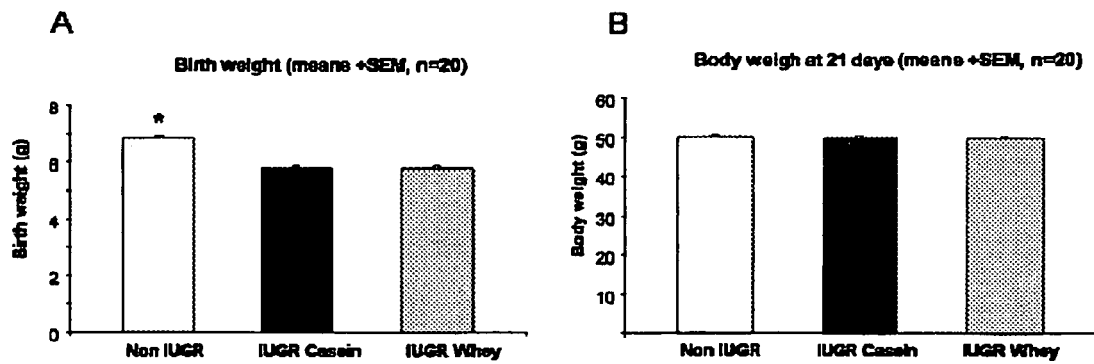 A
Birth weight (means +SEM, n=20)
Birth weight (g)
8
6
4
2
0
*
Non IUGR
IUGR Casein
IUGR Whey
B
Body weigh at 21 days (means +SEM, n=20)
Body weight (g)
60
50
40
30
20
10
Non IUGR
IUGR Casein
IUGR Whey